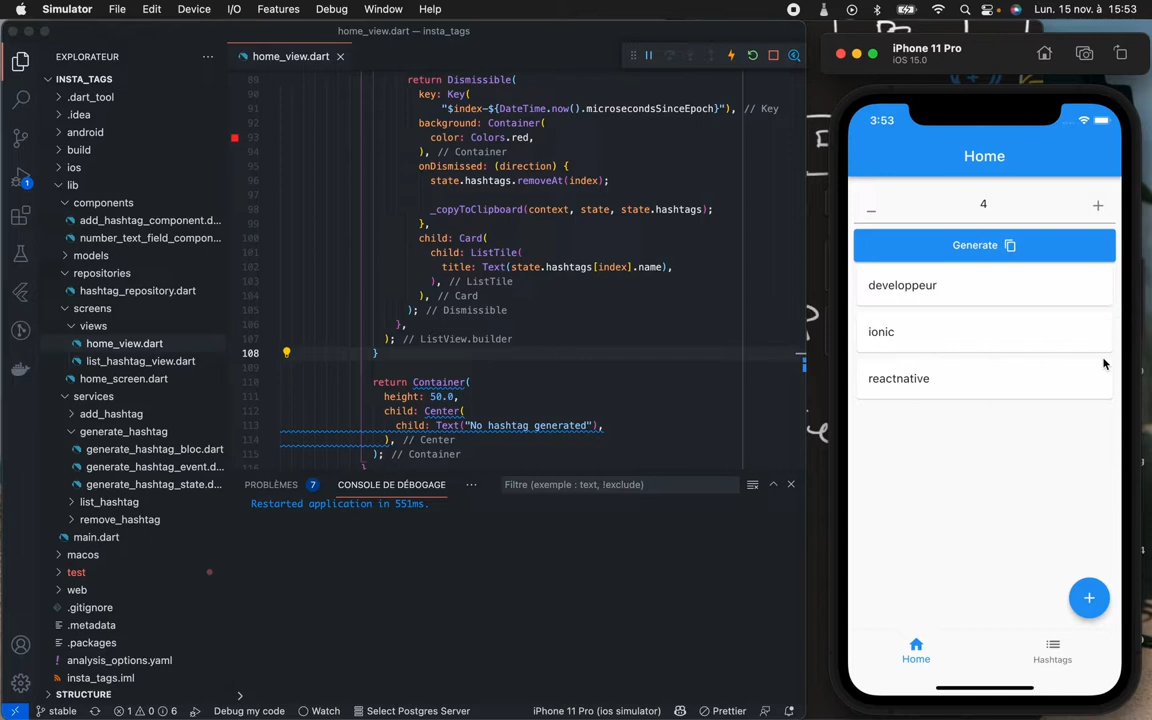 Simulator File Edit View Device I/O Features Debug Window Help
Lun. 15 nov. à 15:53
home_view.dart — insta_tags
EXPLORATEUR
INSTA_TAGS
.dart_tool
.idea
android
build
ios
lib
components
add_hashtag_component.d...
number_text_field_compon...
models
repositories
hashtag_repository.dart
screens
views
home_view.dart
list_hashtag_view.dart
home_screen.dart
services
add_hashtag
generate_hashtag
generate_hashtag_bloc.dart
generate_hashtag_event.d...
generate_hashtag_state.d...
list_hashtag
remove_hashtag
main.dart
macos
test
web
.gitignore
.metadata
.packages
analysis_options.yaml
insta_tags.iml
STRUCTURE
1
home_view.dart
89 return Dismissible(
90 key: Key(
91 "$index-${DateTime.now().microsecondsSinceEpoch}"), // Key
92 background: Container(
93 color: Colors.red,
94 ), // Container
95 onDismissed: (direction) {
96 state.hashtags.removeAt(index);
97
98 _copyToClipboard(context, state, state.hashtags);
99 },
100 child: Card(
101 child: ListTile(
102 title: Text(state.hashtags[index].name),
103 ), // ListTile
104 ), // Card
105 ); // Dismissible
106 },
107 ); // ListView.builder
108 }
109
110 return Container(
111 height: 50.0,
112 child: Center(
113 child: Text("No hashtag generated"),
114 ), // Center
115 ); // Container
116 }
PROBLÈMES 7 CONSOLE DE DÉBOGAGE ... Filtre (exemple : text, !exclude)
Restarted application in 551ms.
stable 1 0 6 Debug my code Watch Select Postgres Server iPhone 11 Pro (ios simulator) Prettier
iPhone 11 Pro
iOS 15.0
3:53
Home
4
Generate
developpeur
ionic
reactnative
Home Hashtags